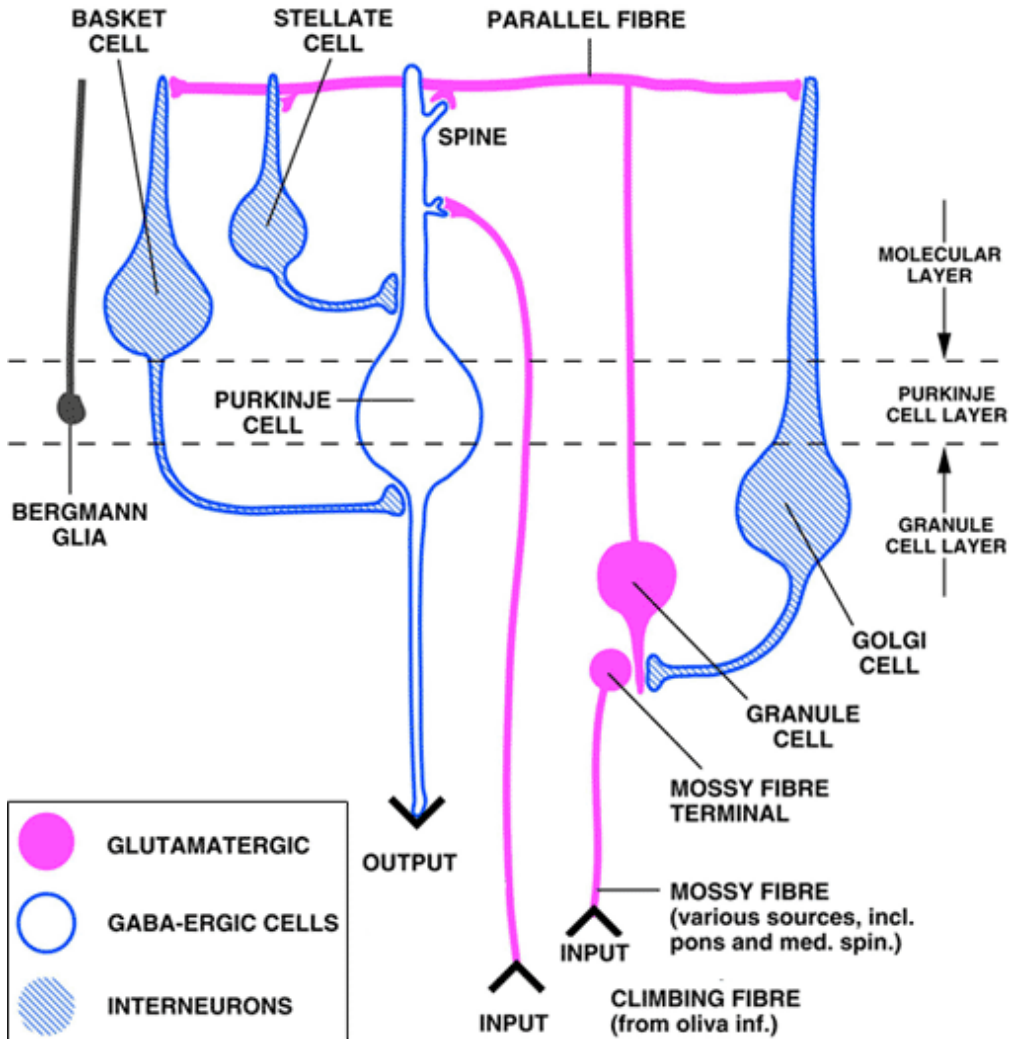 BASKET
CELL
STELLATE
CELL
PARALLEL FIBRE
SPINE
MOLECULAR
LAYER
PURKINJE
CELL
PURKINJE
CELL LAYER
BERGMANN
GLIA
GRANULE
CELL LAYER
GOLGI
CELL
GRANULE
CELL
MOSSY FIBRE
TERMINAL
OUTPUT
MOSSY FIBRE
(various sources, incl.
pons and med. spin.)
INPUT
CLIMBING FIBRE
(from oliva inf.)
INPUT
GLUTAMATERGIC
GABA-ERGIC CELLS
INTERNEURONS